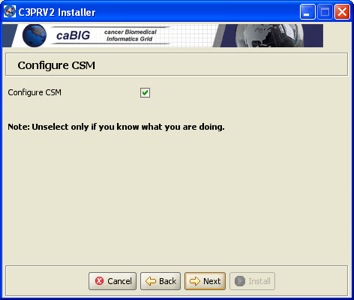 C3PRV2 Installer
caBIG
cancer Biomedical
Informatics Grid
Configure CSM
Configure CSM
Note: Unselect only if you know what you are doing.
Cancel
Back
Next
Install